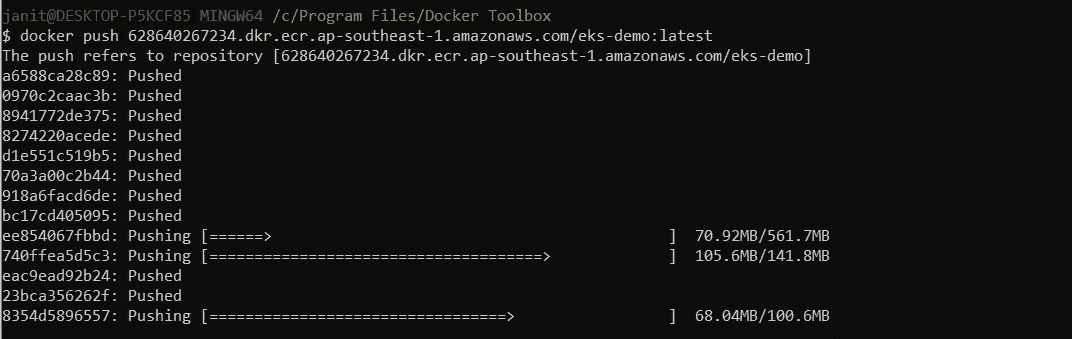 janit@DESKTOP-P5KCF85 MINGW64 /c/Program Files/Docker Toolbox
$ docker push 628640267234.dkr.ecr.ap-southeast-1.amazonaws.com/eks-demo:latest
The push refers to repository [628640267234.dkr.ecr.ap-southeast-1.amazonaws.com/eks-demo]
a6588ca28c89: Pushed
0970c2caac3b: Pushed
8941772de375: Pushed
8274220acede: Pushed
d1e551c519b5: Pushed
70a3a00c2b44: Pushed
918a6facd6de: Pushed
bc17cd405095: Pushed
ee854067fbbd: Pushing [======>                                            ]  70.92MB/561.7MB
740ffea5d5c3: Pushing [=====================================>             ]  105.6MB/141.8MB
eac9ead92b24: Pushed
23bca356262f: Pushed
8354d5896557: Pushing [=================================>                 ]  68.04MB/100.6MB